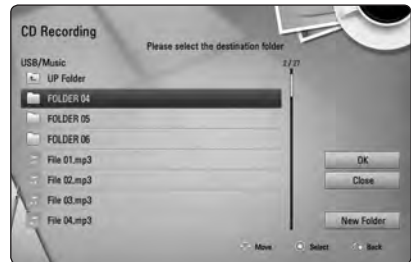 CD Recording
Please select the destination folder
USB/Music
2/27
UP Folder
FOLDER 04
FOLDER 05
FOLDER 06
File 01.mp3
File 02.mp3
File 03.mp3
File 04.mp3
OK
Close
New Folder
Move
Select
Back